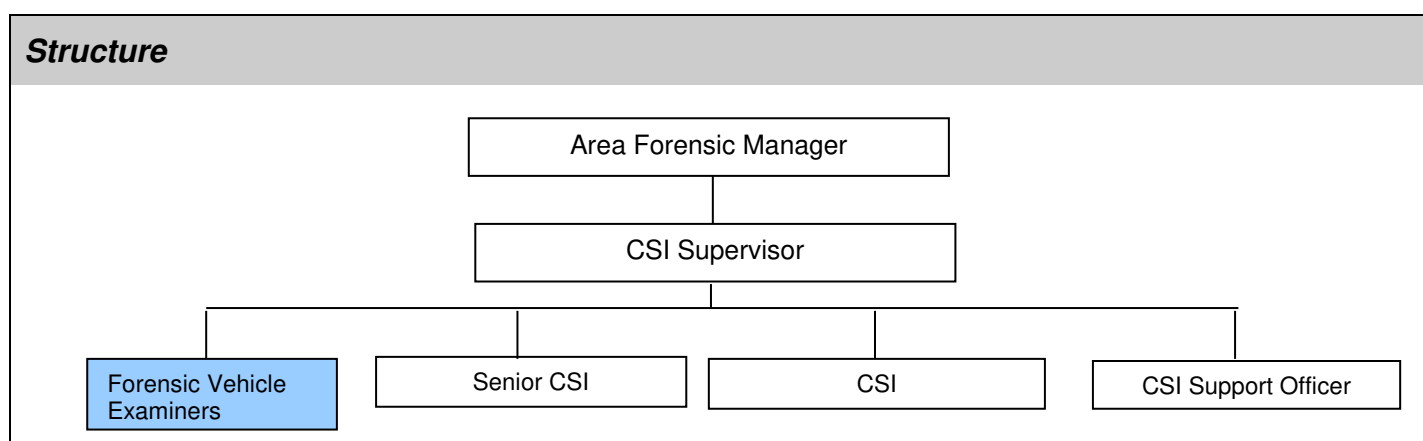 Structure
Area Forensic Manager
CSI Supervisor
Forensic Vehicle
Examiners
Senior CSI
CSI
CSI Support Officer